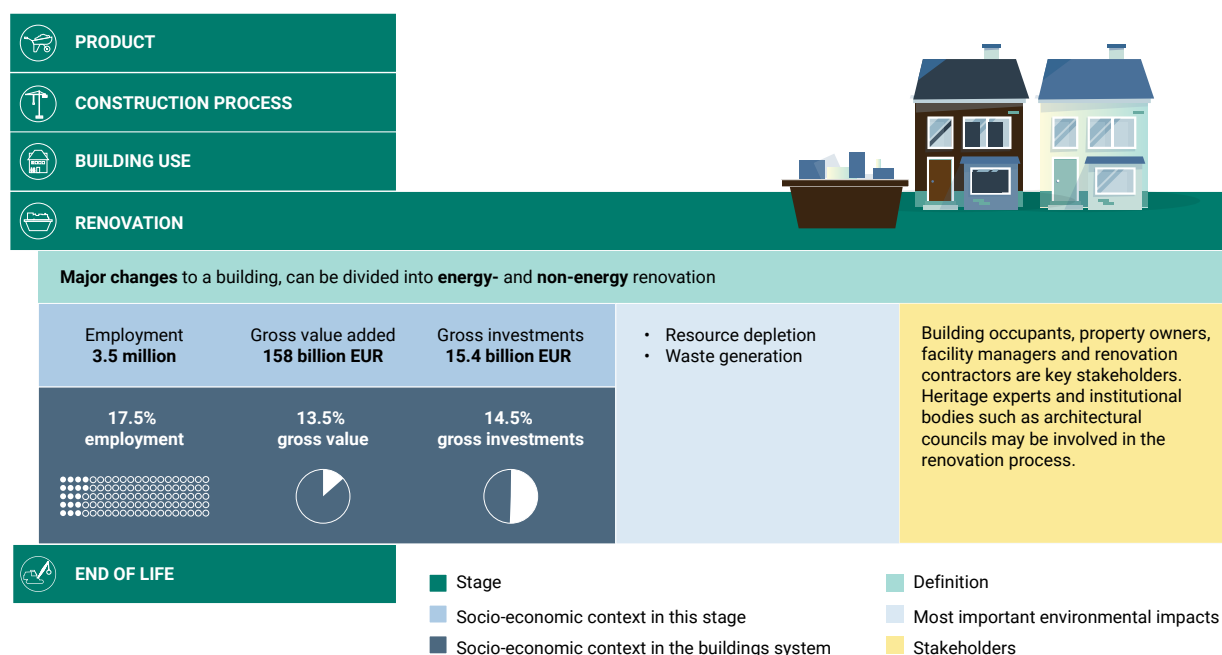 PRODUCT
CONSTRUCTION PROCESS
BUILDING USE
RENOVATION
Major changes to a building, can be divided into energy- and non-energy renovation
Employment
3.5 million
Gross value added
158 billion EUR
Gross investments
15.4 billion EUR
17.5%
employment
13.5%
gross value
14.5%
gross investments
• Resource depletion
• Waste generation
Building occupants, property owners,
facility managers and renovation
contractors are key stakeholders.
Heritage experts and institutional
bodies such as architectural
councils may be involved in the
renovation process.
END OF LIFE
Stage
Socio-economic context in this stage
Socio-economic context in the buildings system
Definition
Most important environmental impacts
Stakeholders